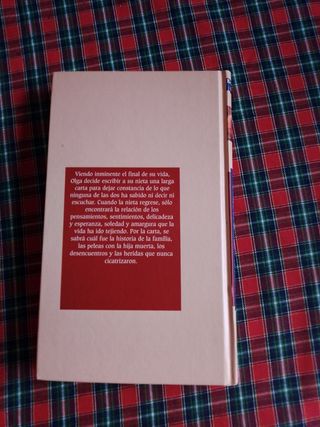 Viendo inminente el final de su vida,
Olga decide escribir a su nieta una larga
carta para dejar constancia de lo que
ninguna de las dos ha sabido ni decir ni
escuchar. Cuando la nieta regrese, sólo
encontrará la relación de los
pensamientos, sentimientos, delicadeza
y esperanza, soledad y amargura que la
vida ha ido tejiendo. Por la carta, se
sabrá cuál fue la historia de la familia,
las peleas con la hija muerta, los
desencuentros y las heridas que nunca
cicatrizaron.